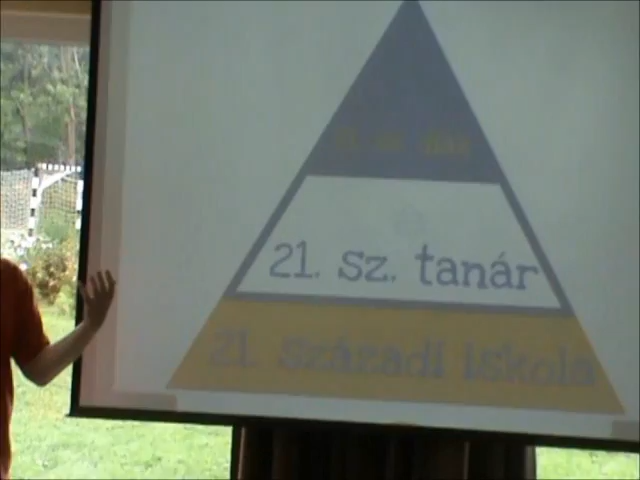 21. sz. tanár
21. századi iskola